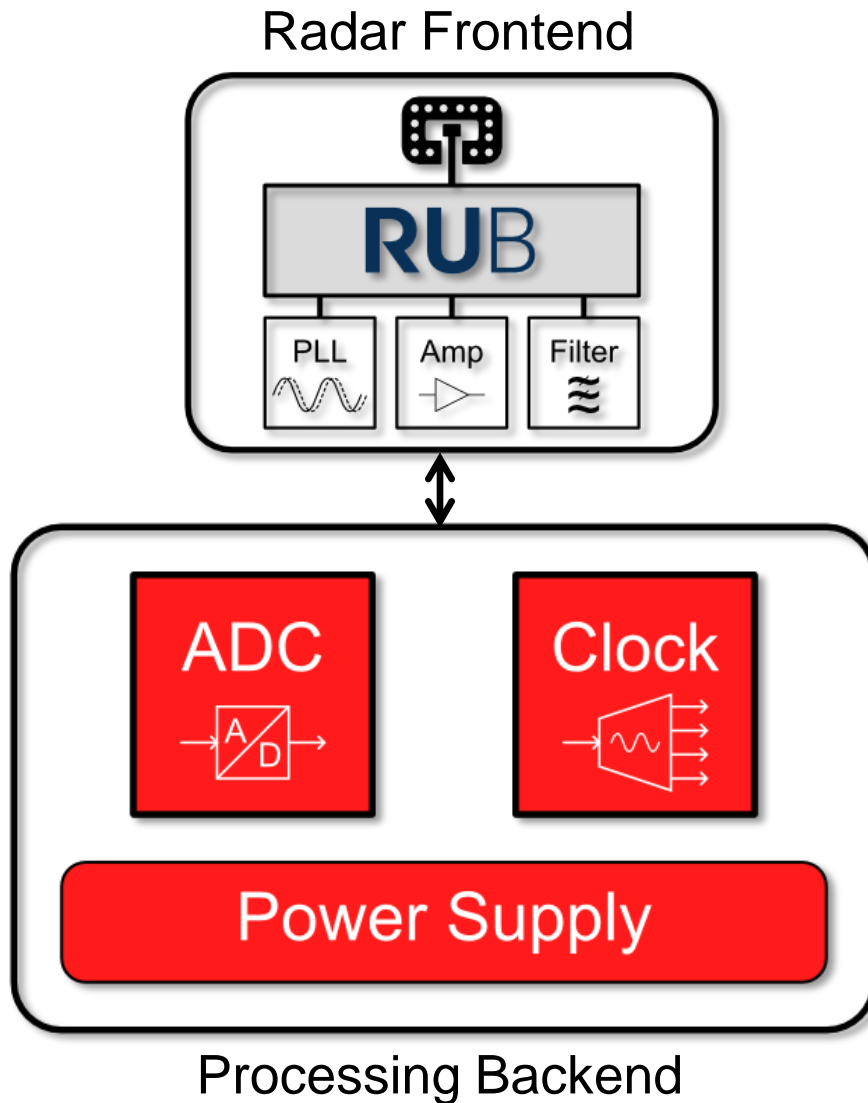 Radar Frontend
RUB
PLL Amp Filter
ADC Clock
A D
Power Supply
Processing Backend